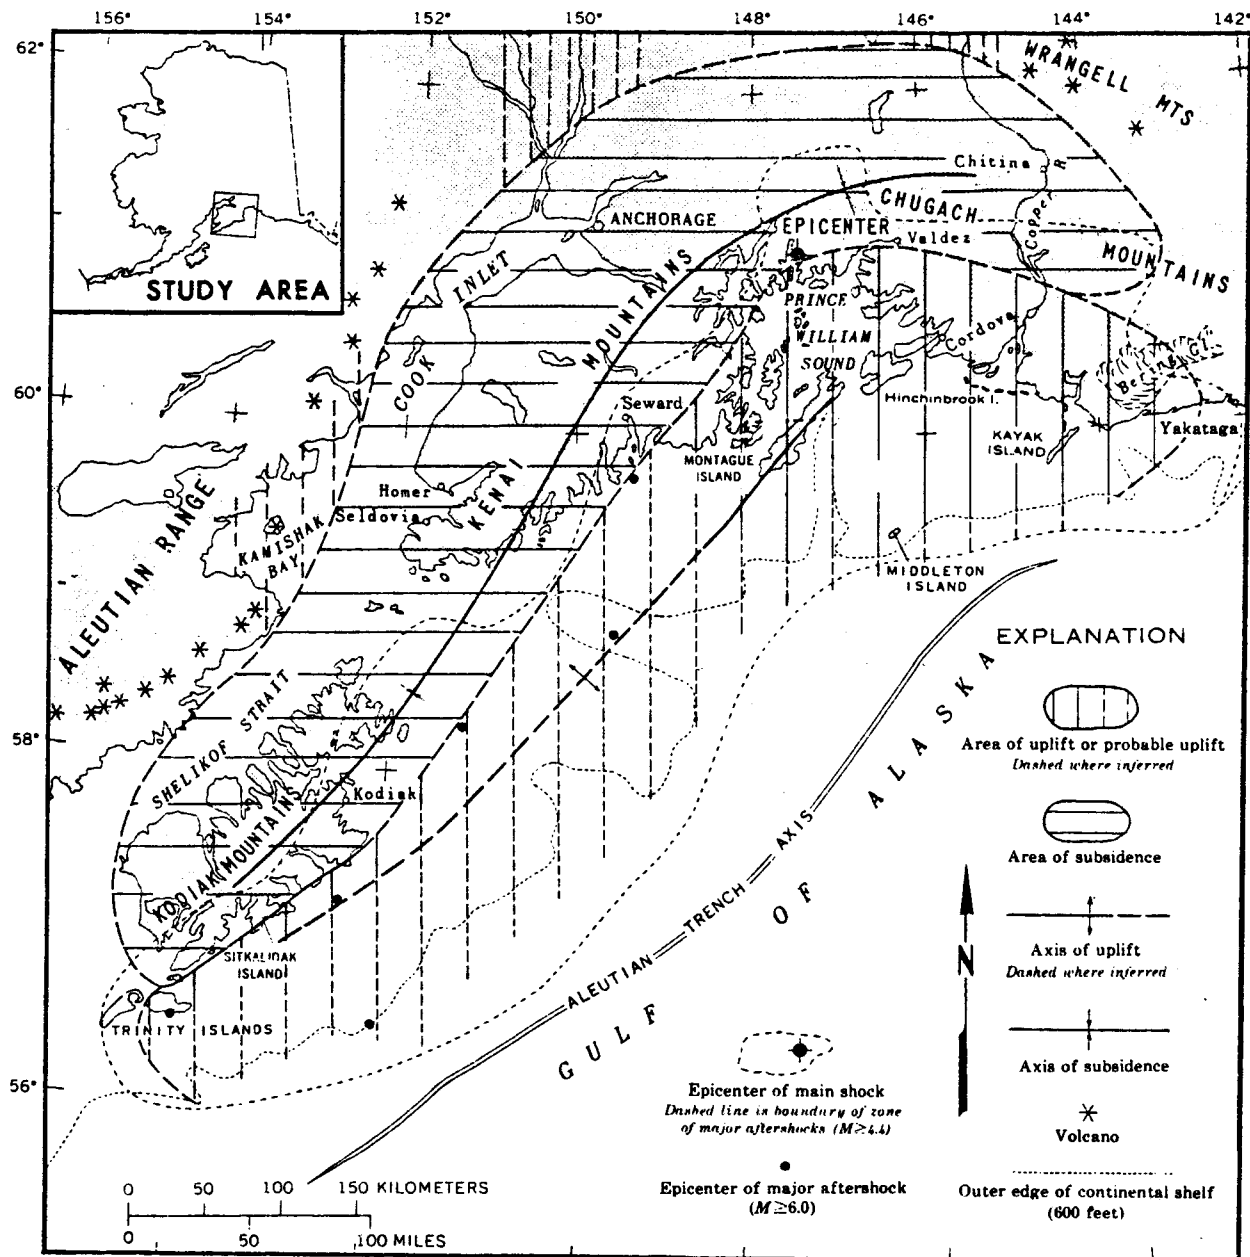 156° 154° 152° 150° 148° 146° 144° 142°
62°
60°
58°
56°
STUDY AREA
WRANGELL MTS
Chitina
Copper R
CHUGACH
MOUNTAINS
ANCHORAGE
EPICENTER
Valdez
COOK INLET
KENAI MOUNTAINS
PRINCE
WILLIAM
SOUND
Cordova
Bering Gl.
Hinchinbrook I.
Yakataga
KAYAK
ISLAND
Seward
MONTAGUE
ISLAND
Homer
Seldovia
KAMISHAK
BAY
ALEUTIAN RANGE
MIDDLETON
ISLAND
SHELIKOF STRAIT
Kodiak
KODIAK MOUNTAINS
SITKALIDAK
ISLAND
TRINITY ISLANDS
ALEUTIAN TRENCH AXIS
GULF OF ALASKA
EXPLANATION
Area of uplift or probable uplift
Dashed where inferred
Area of subsidence
Axis of uplift
Dashed where inferred
Axis of subsidence
Volcano
Outer edge of continental shelf
(600 feet)
N
Epicenter of main shock
Dashed line is boundary of zone
of major aftershocks (M≥4.4)
Epicenter of major aftershock
(M≥6.0)
0 50 100 150 KILOMETERS
0 50 100 MILES